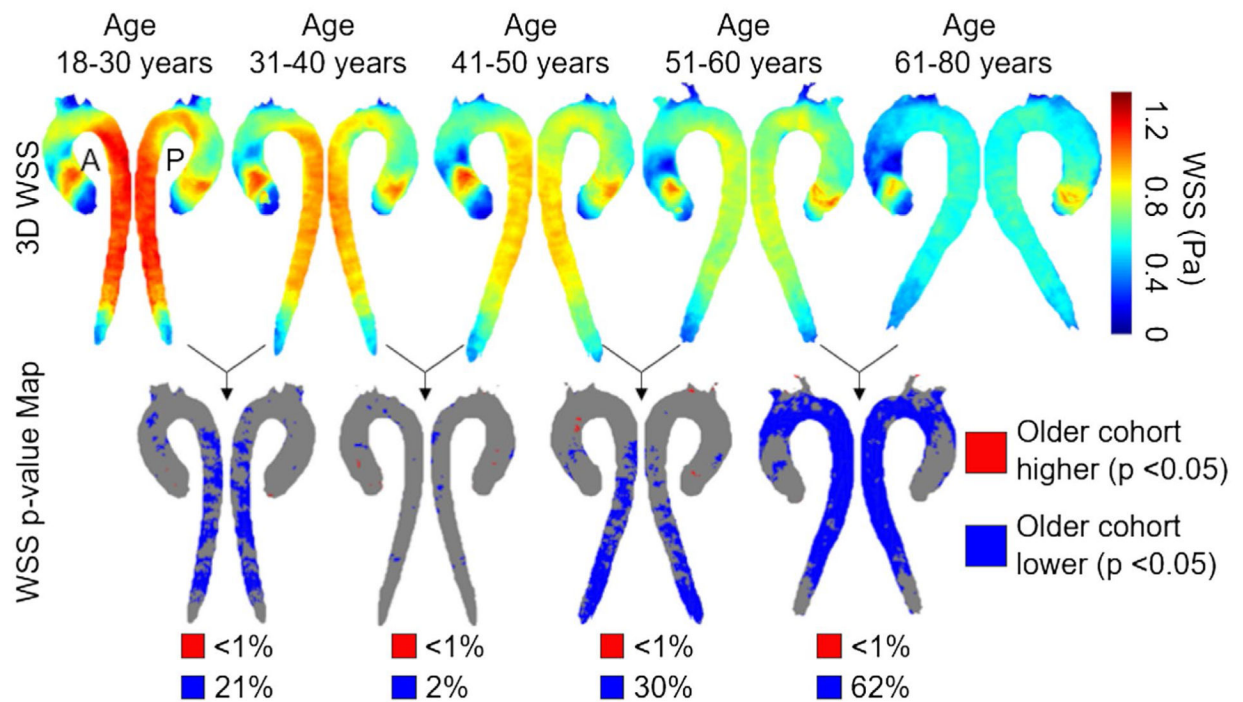 Age
18-30 years
Age
31-40 years
Age
41-50 years
Age
51-60 years
Age
61-80 years
3D WSS
A
P
1.2
0.8
0.4
0
WSS (Pa)
WSS p-value Map
Older cohort
higher (p <0.05)
Older cohort
lower (p <0.05)
<1%
<1%
<1%
<1%
21%
2%
30%
62%